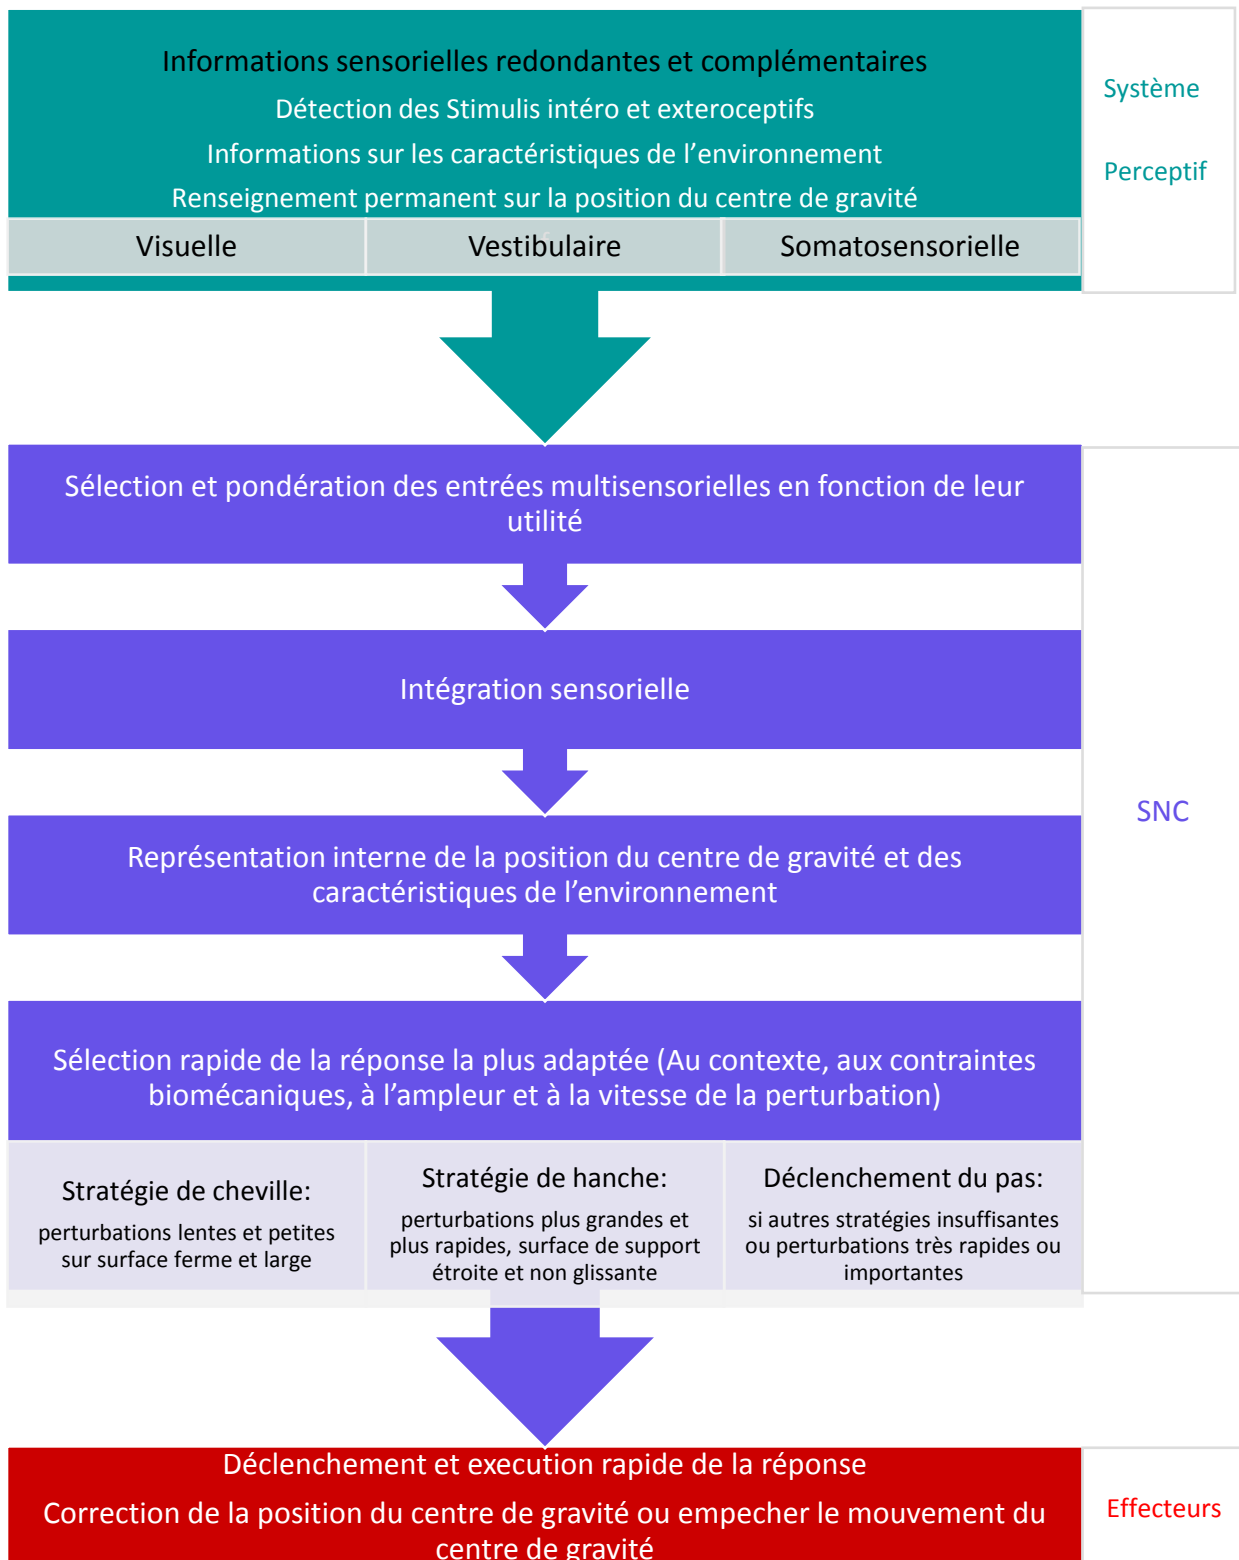 Informations sensorielles redondantes et complémentaires
Détection des Stimulis intéro et exteroceptifs
Informations sur les caractéristiques de l'environnement
Renseignement permanent sur la position du centre de gravité
Visuelle
Vestibulaire
Somatosensorielle
Système
Perceptif
Sélection et pondération des entrées multisensorielles en fonction de leur
utilité
Intégration sensorielle
Représentation interne de la position du centre de gravité et des
caractéristiques de l'environnement
Sélection rapide de la réponse la plus adaptée (Au contexte, aux contraintes
biomécaniques, à l'ampleur et à la vitesse de la perturbation)
Stratégie de cheville:
perturbations lentes et petites
sur surface ferme et large
Stratégie de hanche:
perturbations plus grandes et
plus rapides, surface de support
étroite et non glissante
Déclenchement du pas:
si autres stratégies insuffisantes
ou perturbations très rapides ou
importantes
SNC
Déclenchement et execution rapide de la réponse
Correction de la position du centre de gravité ou empecher le mouvement du
centre de gravité
Effecteurs